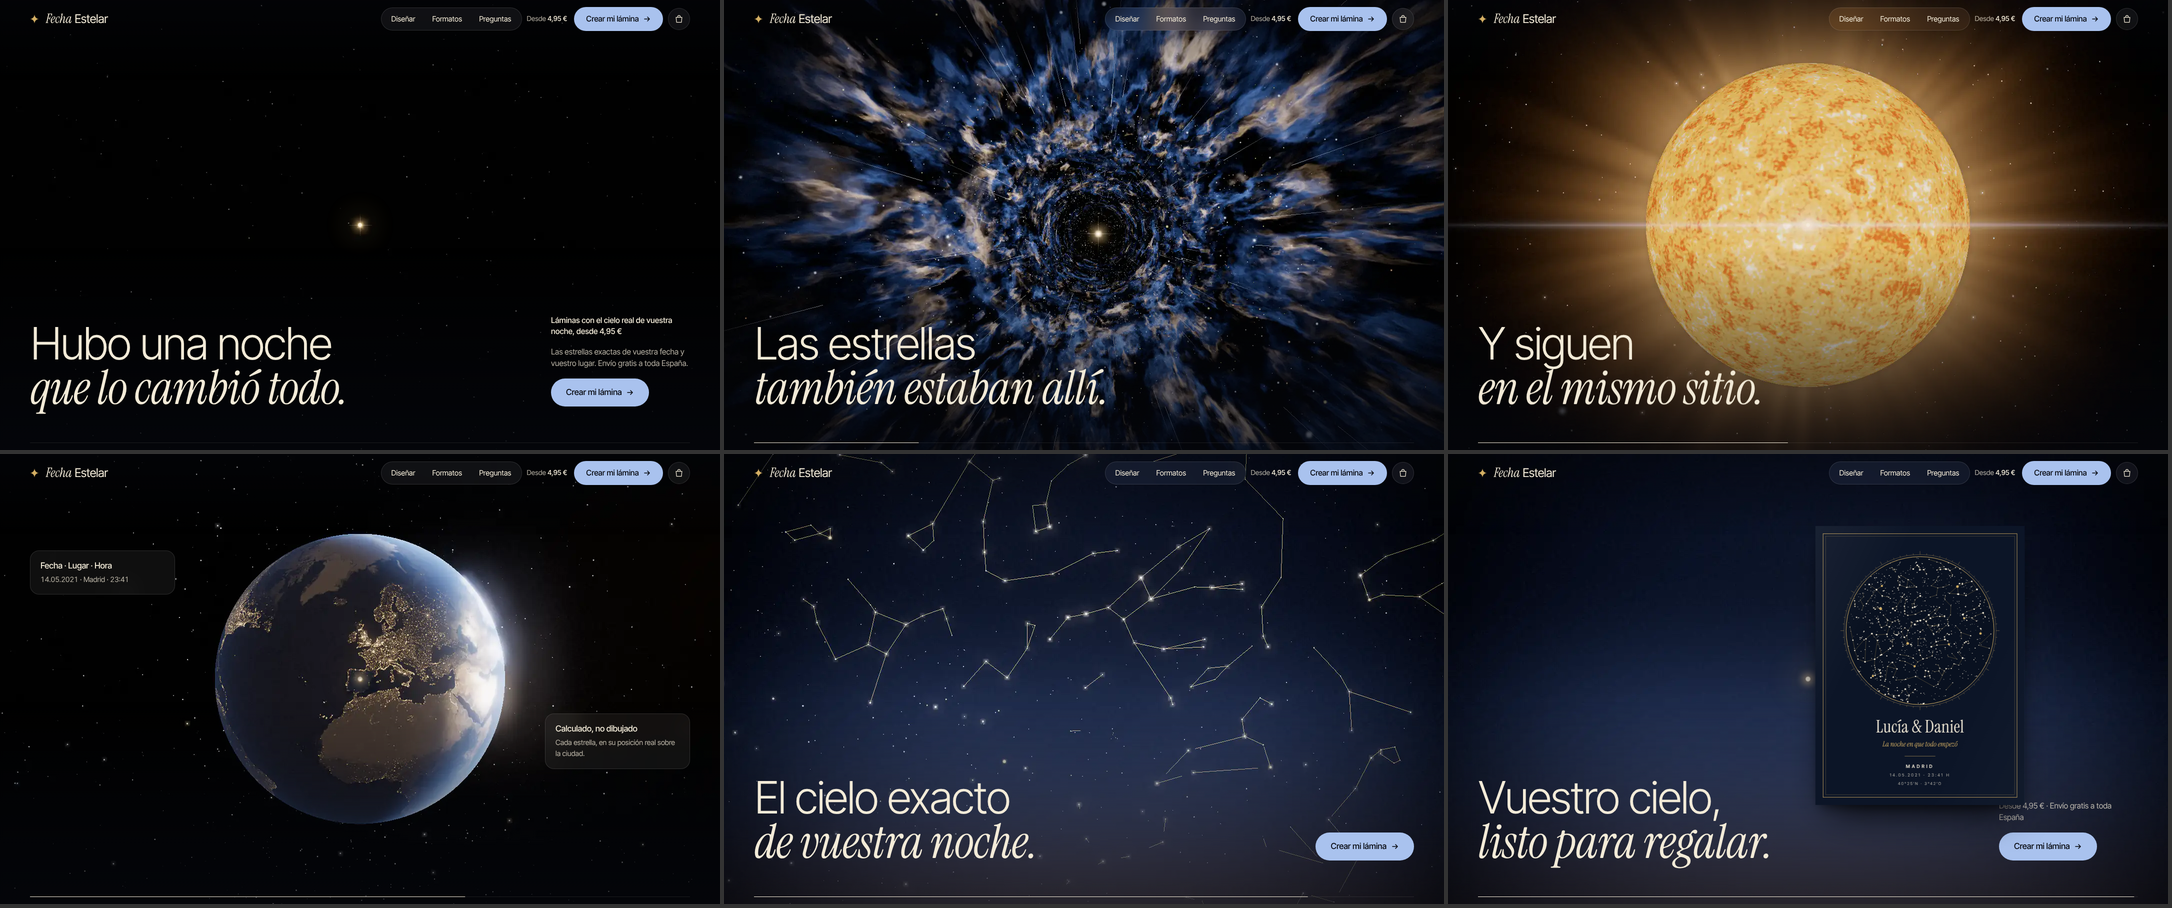 Fecha Estelar
Diseñar Formatos Preguntas
Desde 4,95 €
Crear mi lámina →
Láminas con el cielo real de vuestra
noche, desde 4,95 €
Las estrellas exactas de vuestra fecha y
vuestro lugar. Envío gratis a toda España.
Crear mi lámina →
Hubo una noche
que lo cambió todo.
Fecha Estelar
Diseñar Formatos Preguntas
Desde 4,95 €
Crear mi lámina →
Las estrellas
también estaban allí.
Fecha Estelar
Diseñar Formatos Preguntas
Desde 4,95 €
Crear mi lámina →
Y siguen
en el mismo sitio.
Fecha Estelar
Diseñar Formatos Preguntas
Desde 4,95 €
Crear mi lámina →
Fecha · Lugar · Hora
14.05.2021 · Madrid · 23:41
Calculado, no dibujado
Cada estrella, en su posición real sobre
la ciudad.
Fecha Estelar
Diseñar Formatos Preguntas
Desde 4,95 €
Crear mi lámina →
El cielo exacto
de vuestra noche.
Crear mi lámina →
Fecha Estelar
Diseñar Formatos Preguntas
Desde 4,95 €
Crear mi lámina →
Lucía & Daniel
La noche en que todo empezó
MADRID
14.05.2021 · 23:41 H
Vuestro cielo,
listo para regalar.
Desde 4,95 € · Envío gratis a toda
España
Crear mi lámina →